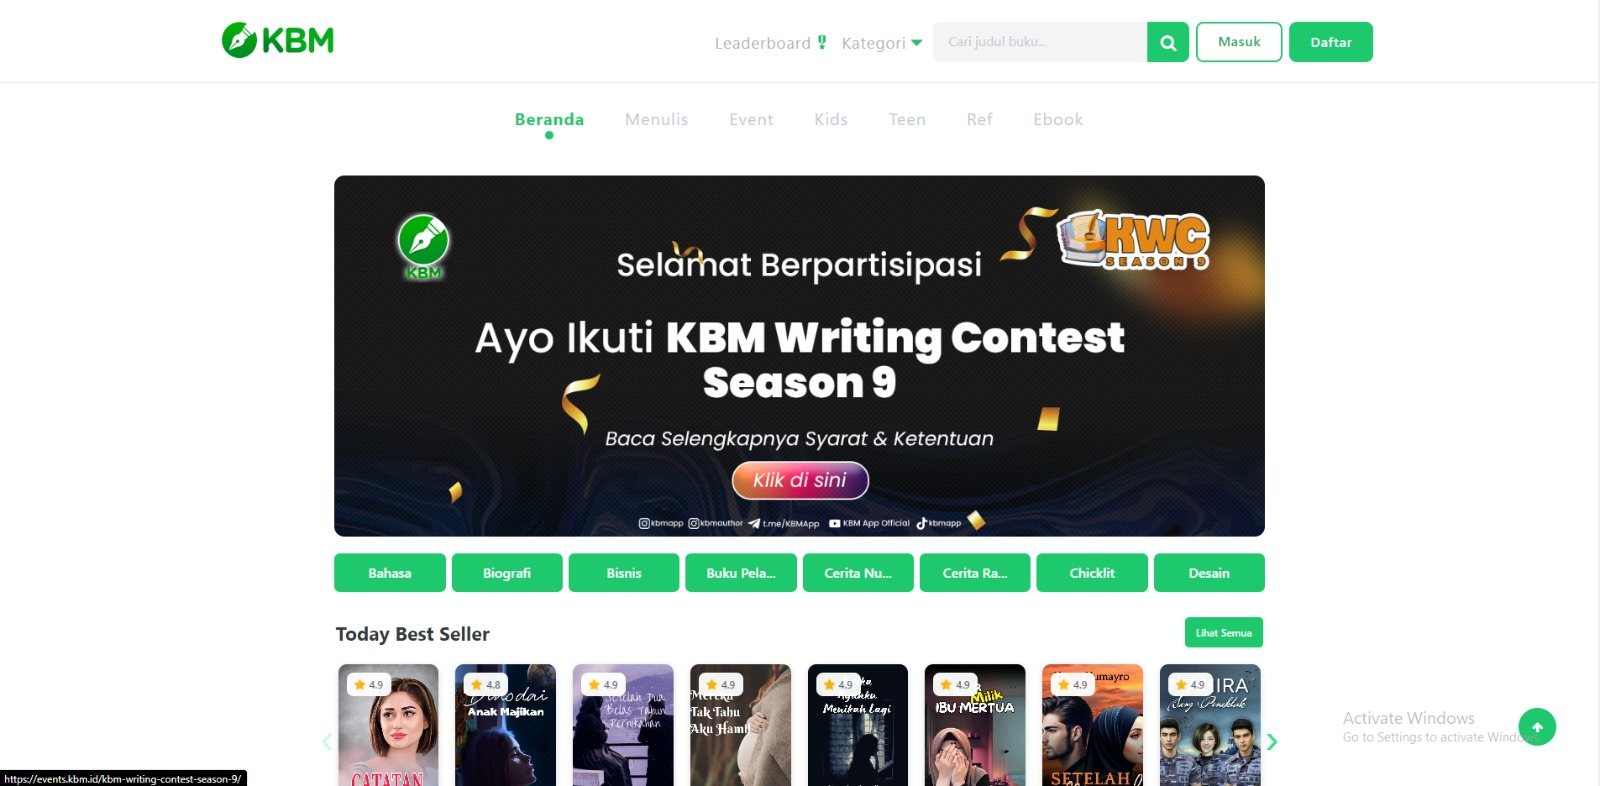 KBM
Leaderboard
Kategori
Cari judul buku...
Masuk
Daftar
Beranda
Menulis
Event
Kids
Teen
Ref
Ebook
KBM
KWC
SEASON 9
Selamat Berpartisipasi
Ayo Ikuti KBM Writing Contest
Season 9
Baca Selengkapnya Syarat & Ketentuan
Klik di sini
kbmapp kbmauthor t.me/KBMApp KBM App Official kbmapp
Bahasa
Biografi
Bisnis
Buku Pela...
Cerita Nu...
Cerita Ra...
Chicklit
Desain
Today Best Seller
Lihat Semua
4.9
CATATAN
4.8
Anak Majikan
4.9
Setelah Dua
Belas Tahun
Pernikahan
4.9
Mereka
Tak Tahu
Aku Hamil
4.9
Menikah Lagi
4.9
Milik
IBU MERTUA
4.9
SETELAH
4.9
Sang Penakluk
Activate Windows
Go to Settings to activate Windows.
https://events.kbm.id/kbm-writing-contest-season-9/